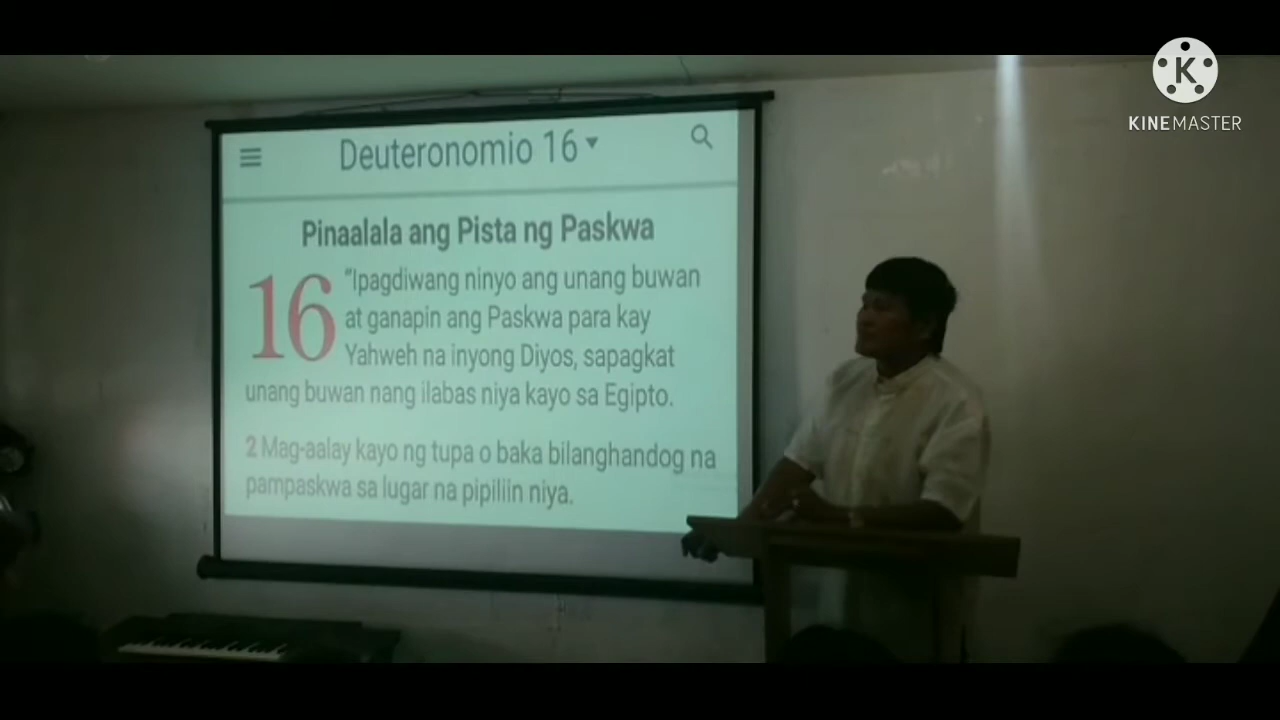 Deuteronomio 16
Pinaalala ang Pista ng Paskwa
16 "Ipagdiwang ninyo ang unang buwan
at ganapin ang Paskwa para kay
Yahweh na inyong Diyos, sapagkat
unang buwan nang ilabas niya kayo sa Egipto.
2 Mag-aalay kayo ng tupa o baka bilanghandog na
pampaskwa sa lugar na pipiliin niya.
K
KINEMASTER